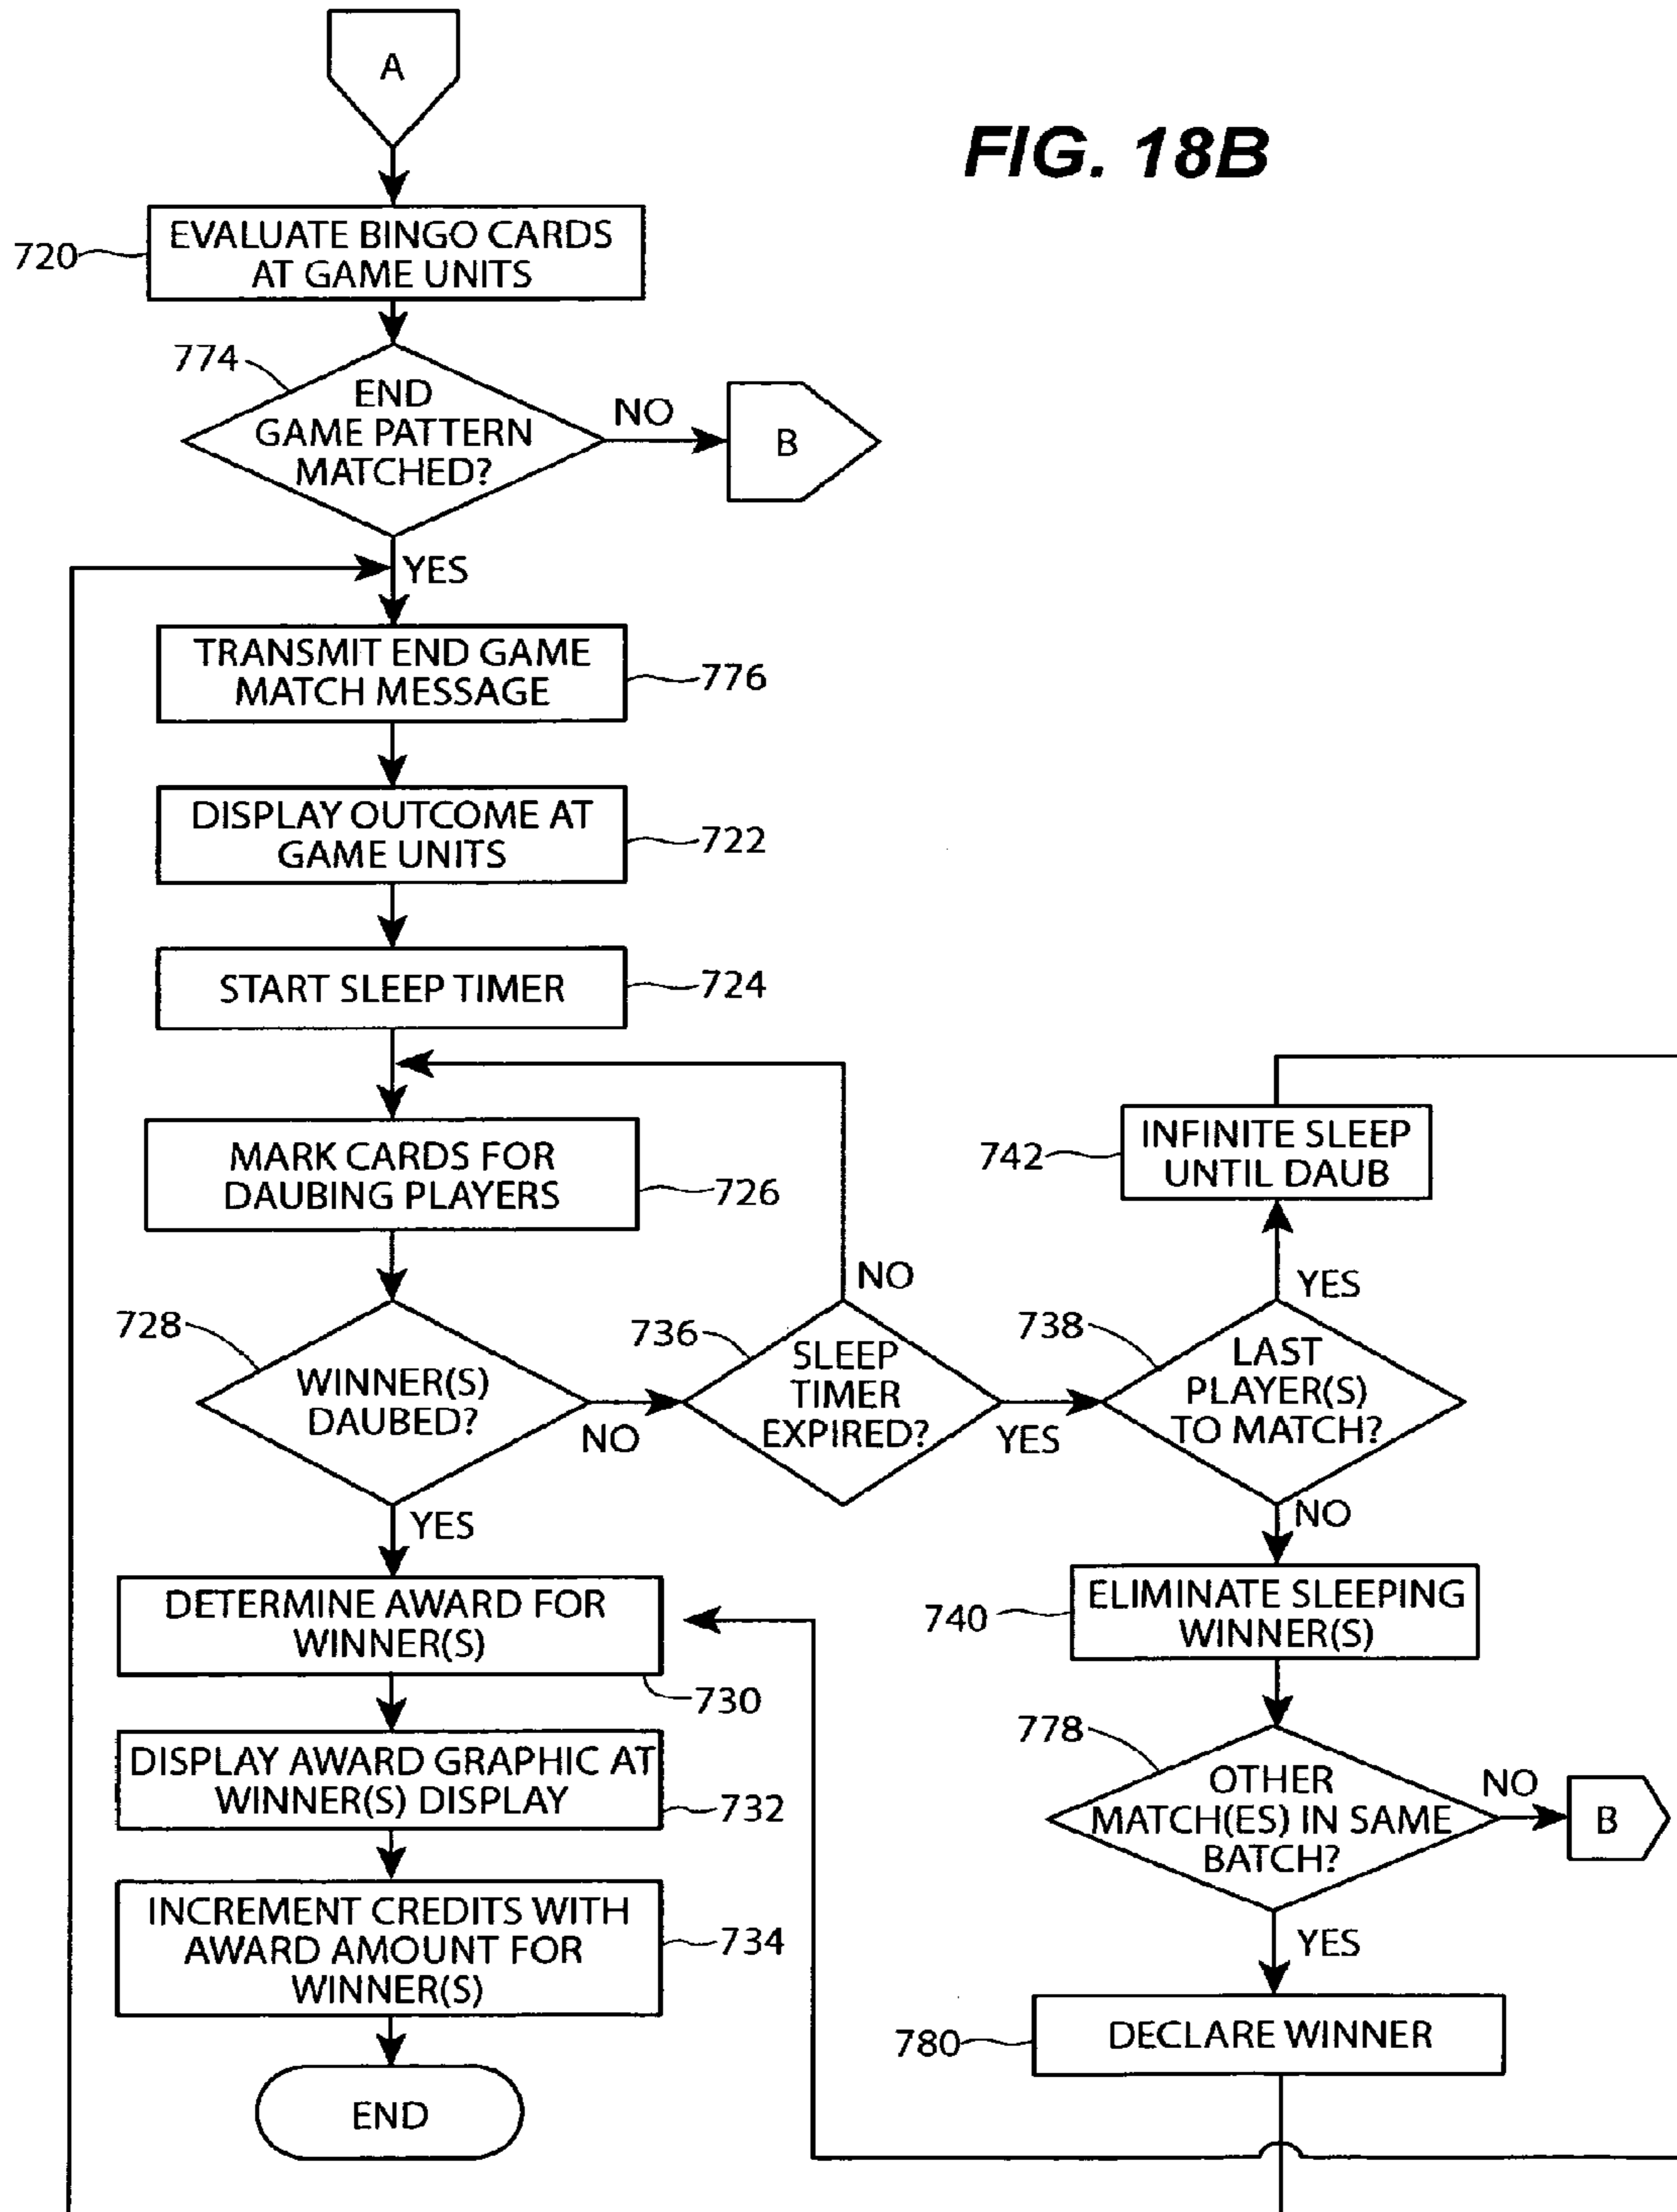 A
FIG. 18B
720
EVALUATE BINGO CARDS
AT GAME UNITS
774
END
GAME PATTERN
MATCHED?
NO
B
YES
TRANSMIT END GAME
MATCH MESSAGE
776
DISPLAY OUTCOME AT
GAME UNITS
722
START SLEEP TIMER
724
MARK CARDS FOR
DAUBING PLAYERS
726
742
INFINITE SLEEP
UNTIL DAUB
728
WINNER(S)
DAUBED?
NO
736
SLEEP
TIMER
EXPIRED?
NO
YES
738
LAST
PLAYER(S)
TO MATCH?
YES
NO
YES
DETERMINE AWARD FOR
WINNER(S)
730
740
ELIMINATE SLEEPING
WINNER(S)
DISPLAY AWARD GRAPHIC AT
WINNER(S) DISPLAY
732
778
OTHER
MATCH(ES) IN SAME
BATCH?
NO
B
YES
INCREMENT CREDITS WITH
AWARD AMOUNT FOR
WINNER(S)
734
780
DECLARE WINNER
END